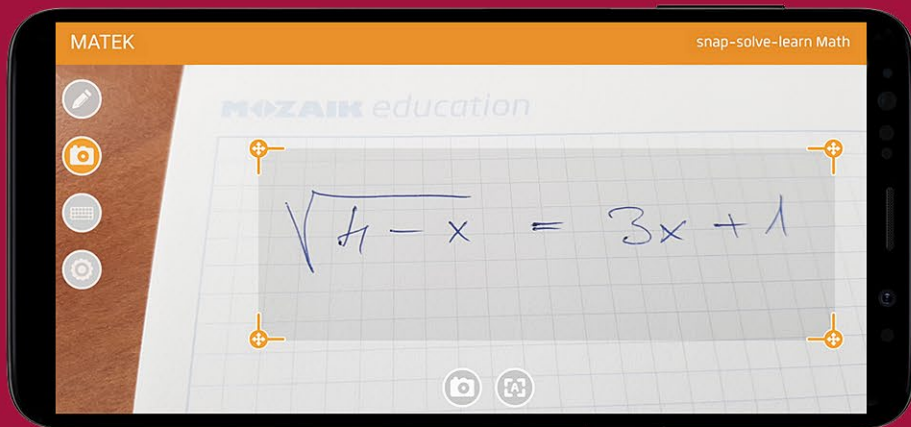 MATEK
snap-solve-learn Math
MOZAIK education
√4 - x = 3x + 1